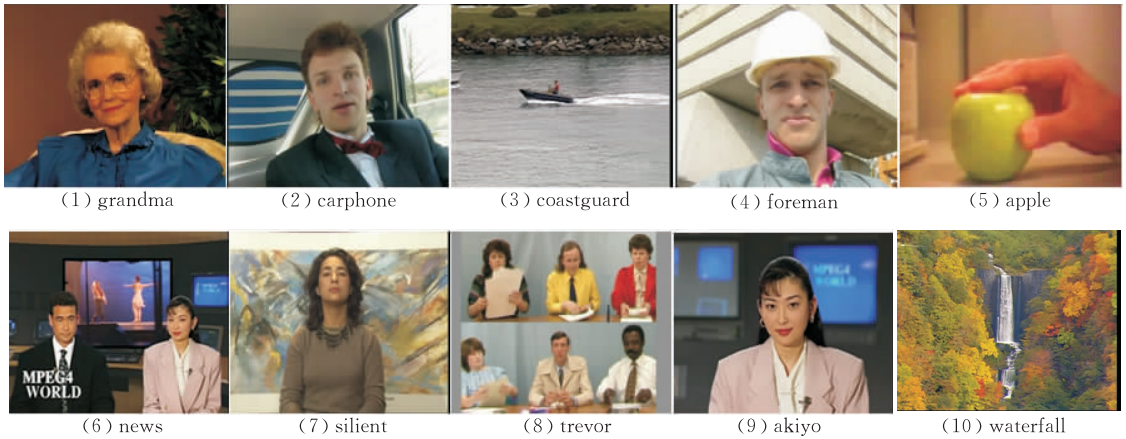 (1) grandma
(2) carphone
(3) coastguard
(4) foreman
(5) apple
MPEG4
WORLD
MPEG4
WORLD
(6) news
(7) silient
(8) trevor
(9) akiyo
(10) waterfall